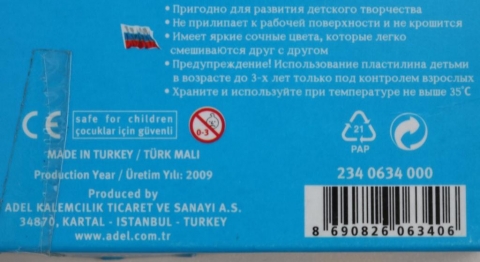 • Пригодно для развития детского творчества
• Не прилипает к рабочей поверхности и не крошится
• Имеет яркие сочные цвета, которые легко
смешиваются друг с другом
• Предупреждение! Использование пластилина детьми
в возрасте до 3-х лет только под контролем взрослых
• Храните и используйте при температуре не выше 35°C
CE
safe for children
çocuklar için güvenli
0-3
21
PAP
MADE IN TURKEY / TÜRK MALI
Production Year / Üretim Yılı: 2009
Produced by
ADEL KALEMCİLİK TİCARET VE SANAYİ A.S.
34870, KARTAL - ISTANBUL - TURKEY
www.adel.com.tr
234 0634 000
8 690826 063406